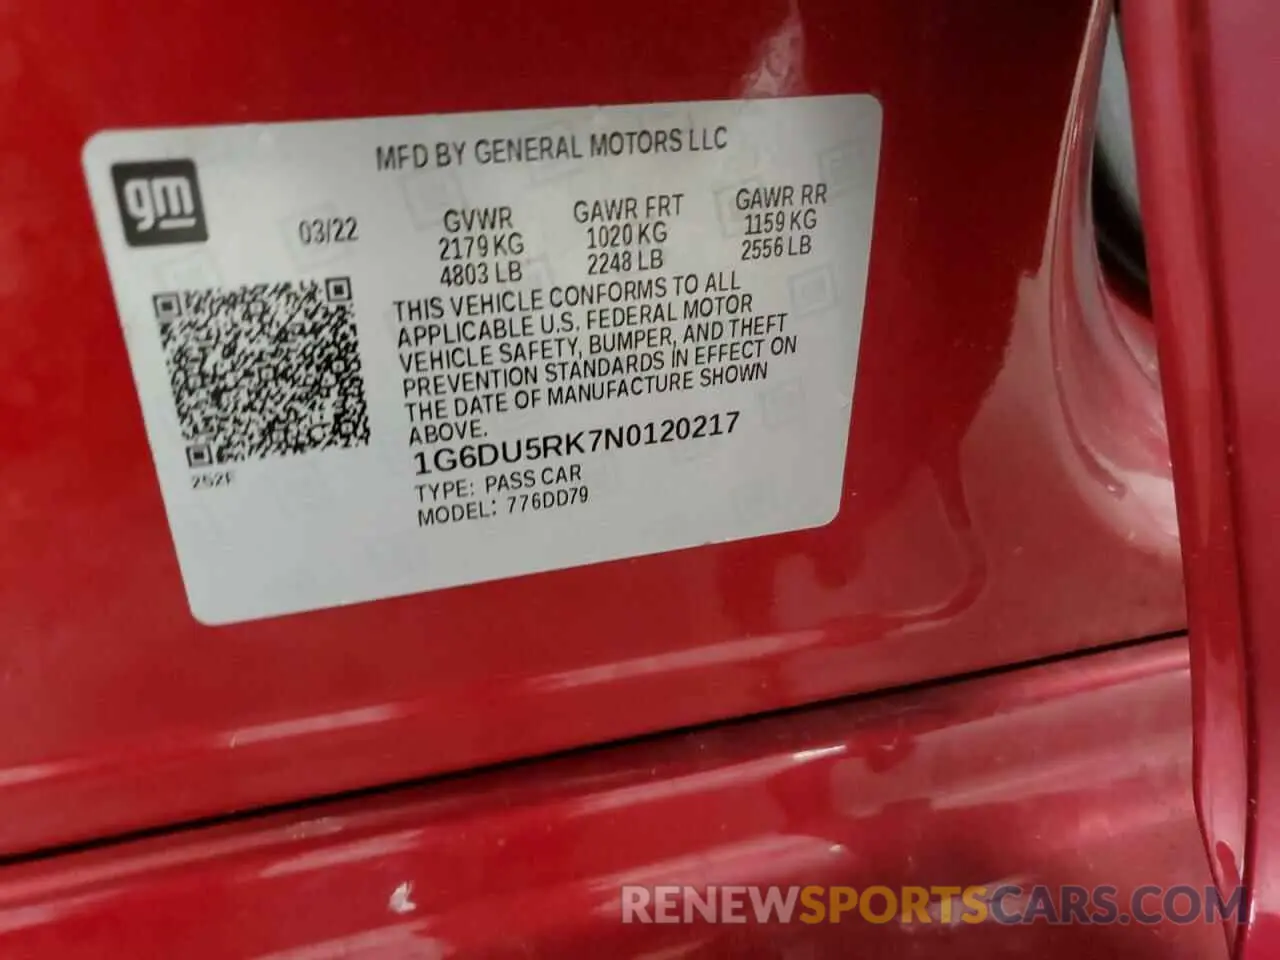 gm
MFD BY GENERAL MOTORS LLC
03/22
GVWR
2179 KG
4803 LB
GAWR FRT
1020 KG
2248 LB
GAWR RR
1159 KG
2556 LB
THIS VEHICLE CONFORMS TO ALL
APPLICABLE U.S. FEDERAL MOTOR
VEHICLE SAFETY, BUMPER, AND THEFT
PREVENTION STANDARDS IN EFFECT ON
THE DATE OF MANUFACTURE SHOWN
ABOVE.
1G6DU5RK7N0120217
TYPE: PASS CAR
MODEL: 776DD79
252F
RENEWSPORTSCARS.COM